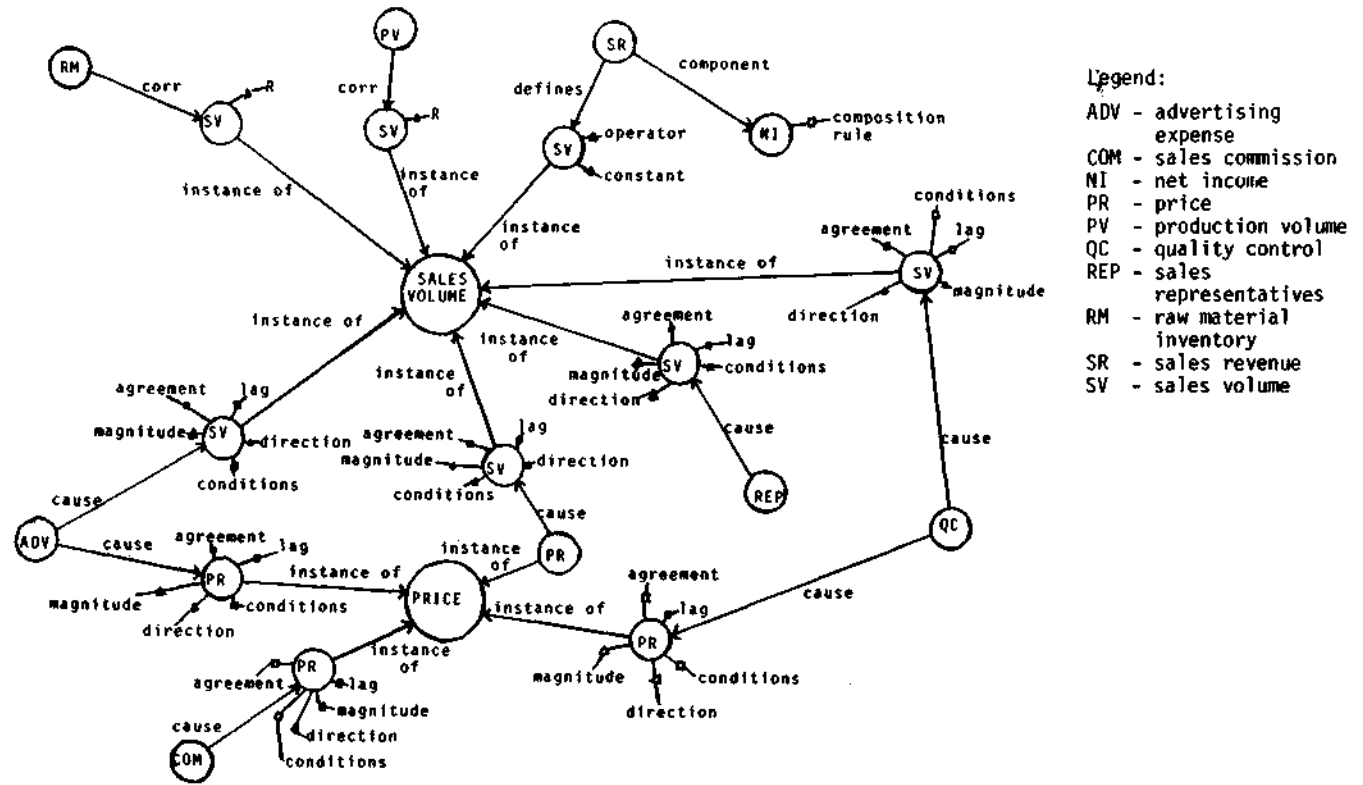 PV
SR
RM
component
corr
R
corr
defines
SV
R
SV
operator
NI
composition
rule
SV
constant
instance of
instance
of
instance
of
conditions
agreement
lag
SV
magnitude
direction
instance of
SALES
VOLUME
instance of
instance
of
agreement
lag
SV
magnitude
conditions
direction
cause
REP
cause
QC
cause
instance
of
agreement
lag
magnitude
SV
direction
conditions
cause
ADV
cause
agreement
lag
magnitude
SV
direction
conditions
cause
PR
instance
of
agreement
lag
PR
magnitude
conditions
direction
instance of
PRICE
instance of
agreement
lag
PR
magnitude
conditions
direction
instance
of
PR
agreement
lag
magnitude
direction
conditions
cause
COM
Legend:
ADV - advertising
expense
COM - sales commission
NI - net income
PR - price
PV - production volume
QC - quality control
REP - sales
representatives
RM - raw material
inventory
SR - sales revenue
SV - sales volume